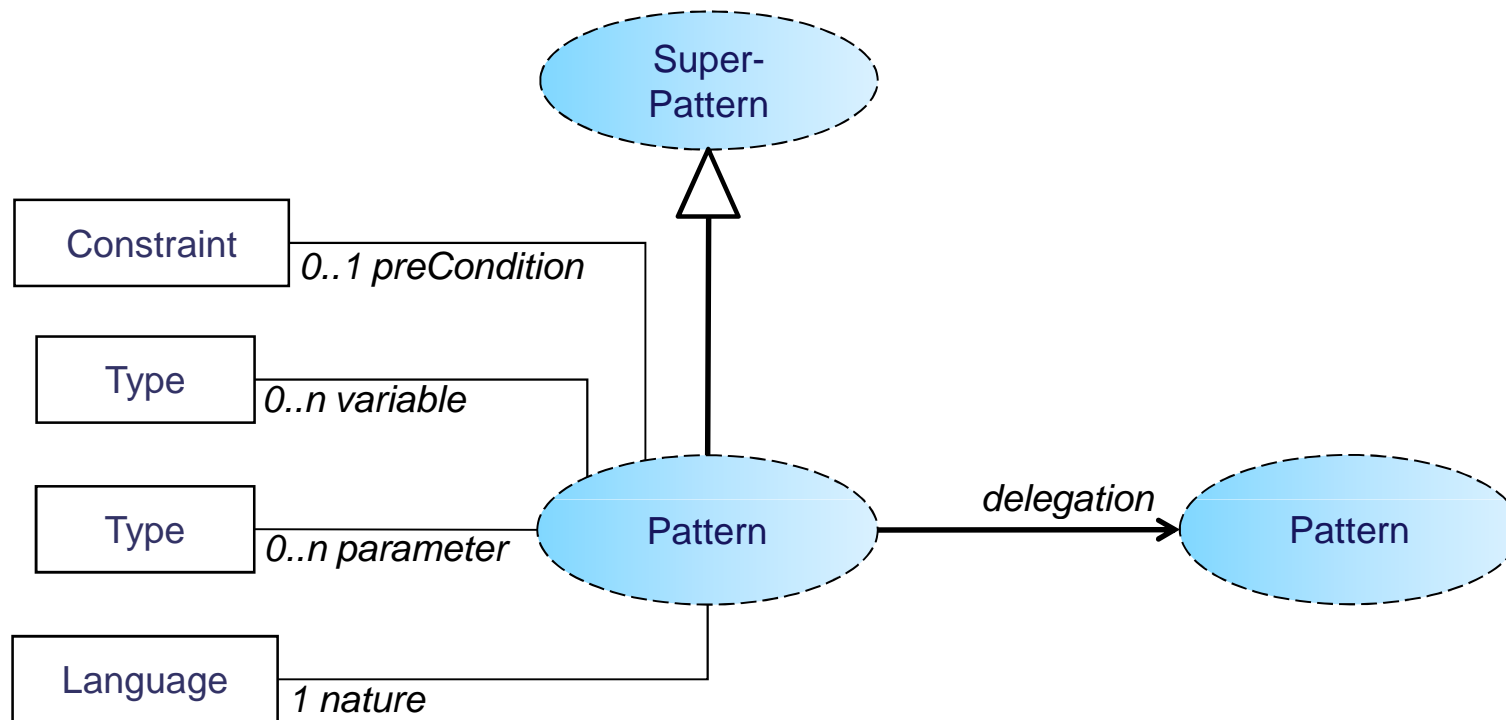 Super-
Pattern
Constraint
0..1 preCondition
Type
0..n variable
Type
0..n parameter
Pattern
delegation
Pattern
Language
1 nature